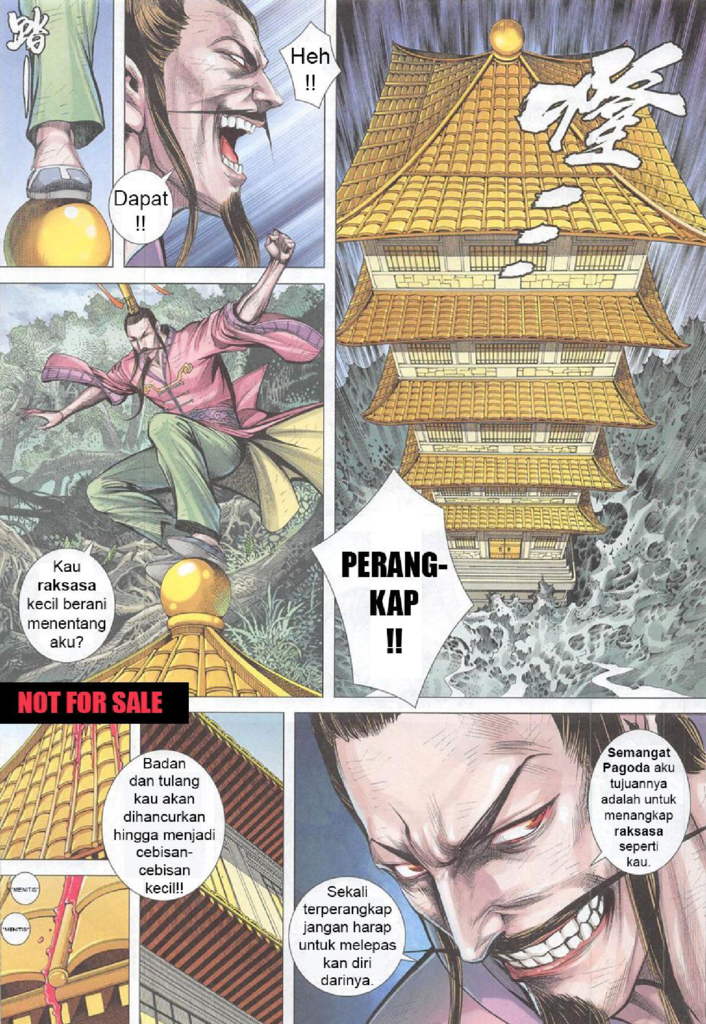 踏
Heh
!!
Dapat
!!
PERANG-
KAP
!!
Kau
raksasa
kecil berani
menentang
aku?
NOT FOR SALE
Badan
dan tulang
kau akan
dihancurkan
hingga menjadi
cebisan-
cebisan
kecil!!
*MENITIS*
*MENITIS*
Semangat
Pagoda aku
tujuannya
adalah untuk
menangkap
raksasa
seperti
kau.
Sekali
terperangkap
jangan harap
untuk melepas
kan diri
darinya.